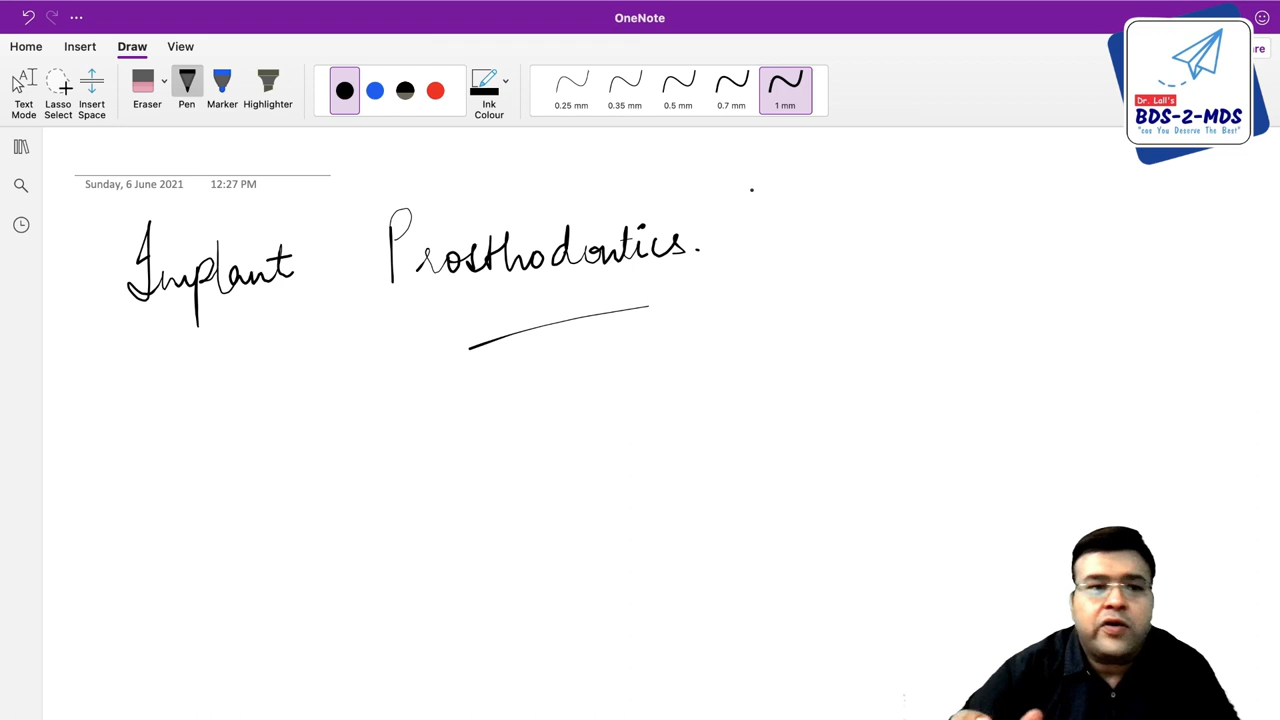 OneNote
Home Insert Draw View
Text Mode
Lasso Select
Insert Space
Eraser
Pen
Marker
Highlighter
Ink Colour
0.25 mm
0.35 mm
0.5 mm
0.7 mm
1 mm
Dr. Lall's
BDS-2-MDS
"cos You Deserve The Best"
Sunday, 6 June 2021 12:27 PM
Implant Prosthodontics.